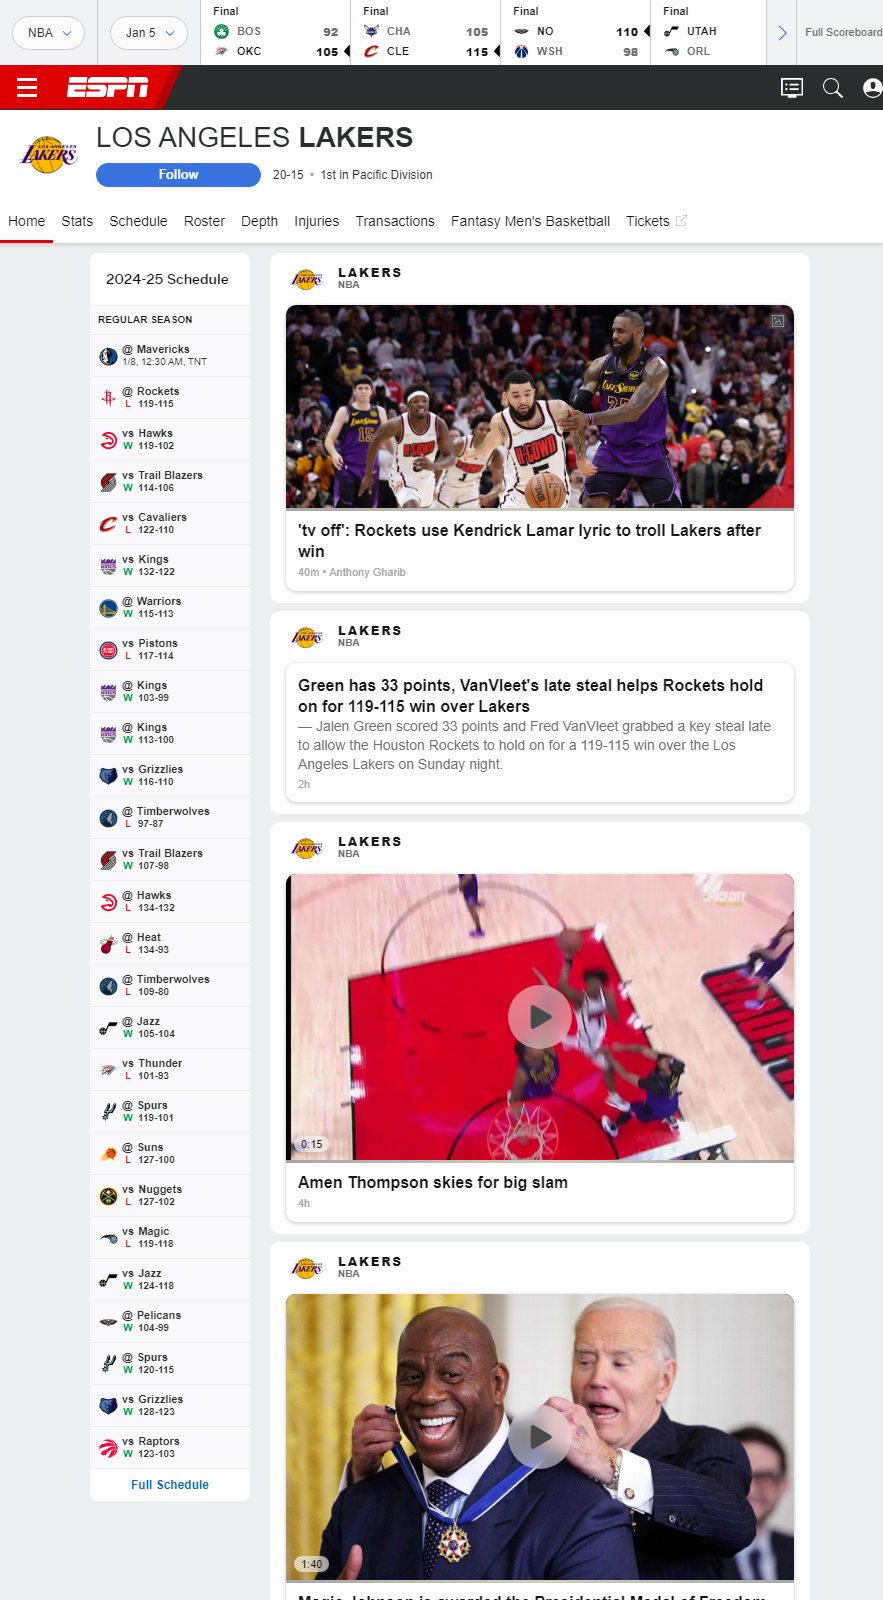 NBA
Jan 5
Final
BOS 92
OKC 105
Final
CHA 105
CLE 115
Final
NO 110
WSH 98
Final
UTAH
ORL
Full Scoreboard
ESPN
LAKERS
LOS ANGELES LAKERS
Follow
20-15 • 1st in Pacific Division
Home Stats Schedule Roster Depth Injuries Transactions Fantasy Men's Basketball Tickets
2024-25 Schedule
REGULAR SEASON
@ Mavericks
1/8, 12:30 AM, TNT
@ Rockets
L 119-115
vs Hawks
W 119-102
vs Trail Blazers
W 114-106
vs Cavaliers
L 122-110
vs Kings
W 132-122
@ Warriors
W 115-113
vs Pistons
L 117-114
@ Kings
W 103-99
@ Kings
W 113-100
vs Grizzlies
W 116-110
@ Timberwolves
L 97-87
vs Trail Blazers
W 107-98
@ Hawks
L 134-132
@ Heat
L 134-93
@ Timberwolves
L 109-80
@ Jazz
W 105-104
vs Thunder
L 101-93
@ Spurs
W 119-101
@ Suns
L 127-100
vs Nuggets
L 127-102
vs Magic
L 119-118
vs Jazz
W 124-118
@ Pelicans
W 104-99
@ Spurs
W 120-115
vs Grizzlies
W 128-123
vs Raptors
W 123-103
Full Schedule
LAKERS
NBA
'tv off': Rockets use Kendrick Lamar lyric to troll Lakers after
win
40m • Anthony Gharib
LAKERS
NBA
Green has 33 points, VanVleet's late steal helps Rockets hold
on for 119-115 win over Lakers
— Jalen Green scored 33 points and Fred VanVleet grabbed a key steal late
to allow the Houston Rockets to hold on for a 119-115 win over the Los
Angeles Lakers on Sunday night.
2h
LAKERS
NBA
SPACE CITY
0:15
Amen Thompson skies for big slam
4h
LAKERS
NBA
1:40
Magic Johnson is awarded the Presidential Medal of Freedom